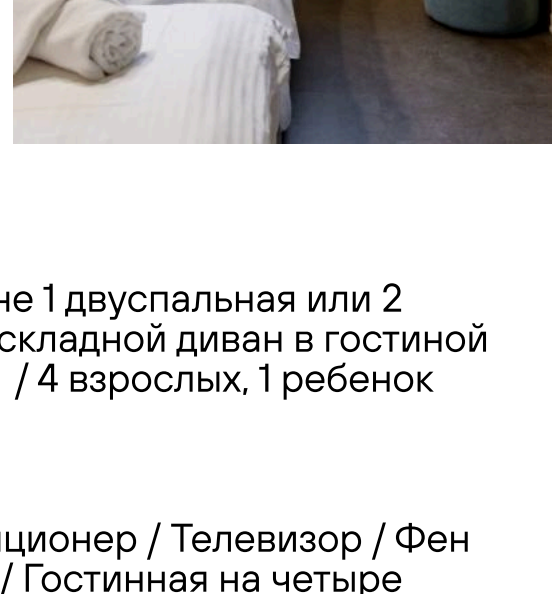 не 1 двуспальная или 2
складной диван в гостиной
/ 4 взрослых, 1 ребенок
ционер / Телевизор / Фен
/ Гостинная на четыре